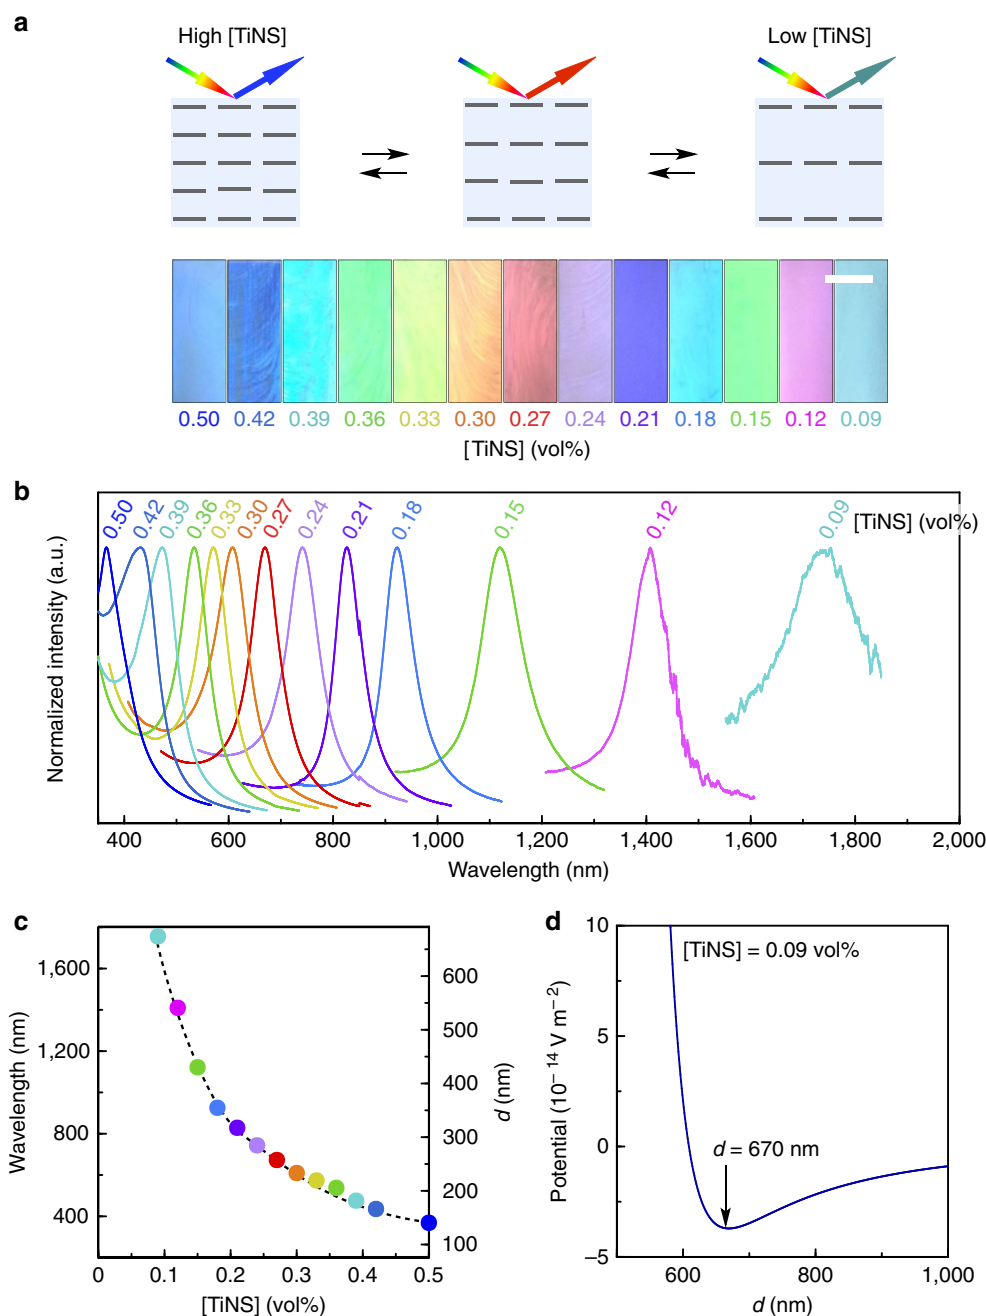 a
High [TiNS]
Low [TiNS]
0.50 0.42 0.39 0.36 0.33 0.30 0.27 0.24 0.21 0.18 0.15 0.12 0.09
[TiNS] (vol%)
b
0.50 0.42 0.39 0.36 0.33 0.30 0.27 0.24 0.21 0.18 0.15 0.12 0.09
[TiNS] (vol%)
Normalized intensity (a.u.)
400 600 800 1,000 1,200 1,400 1,600 1,800 2,000
Wavelength (nm)
c
Wavelength (nm)
1,600
1,200
800
400
600
500
400
300
200
100
d (nm)
0 0.1 0.2 0.3 0.4 0.5
[TiNS] (vol%)
d
[TiNS] = 0.09 vol%
Potential (10⁻¹⁴ V m⁻²)
10
5
0
–5
d = 670 nm
600 800 1,000
d (nm)